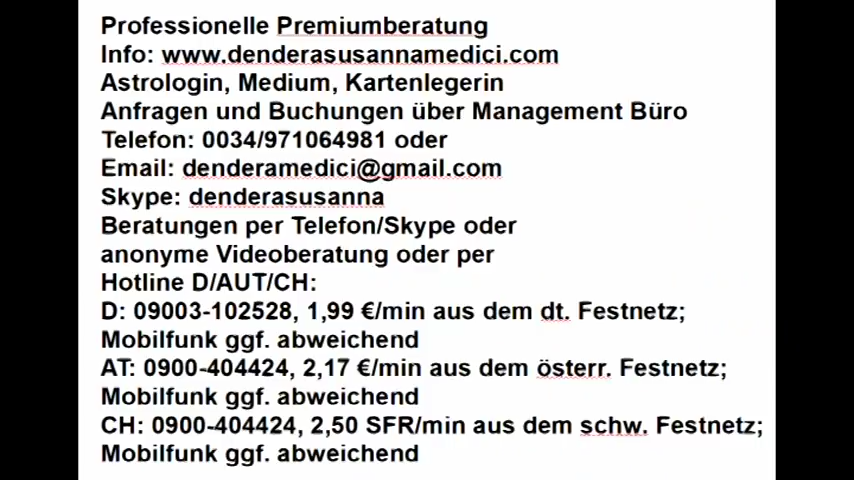 Professionelle Premiumberatung
Info: www.denderasusannamedici.com
Astrologin, Medium, Kartenlegerin
Anfragen und Buchungen über Management Büro
Telefon: 0034/971064981 oder
Email: denderamedici@gmail.com
Skype: denderasusanna
Beratungen per Telefon/Skype oder
anonyme Videoberatung oder per
Hotline D/AUT/CH:
D: 09003-102528, 1,99 €/min aus dem dt. Festnetz;
Mobilfunk ggf. abweichend
AT: 0900-404424, 2,17 €/min aus dem österr. Festnetz;
Mobilfunk ggf. abweichend
CH: 0900-404424, 2,50 SFR/min aus dem schw. Festnetz;
Mobilfunk ggf. abweichend